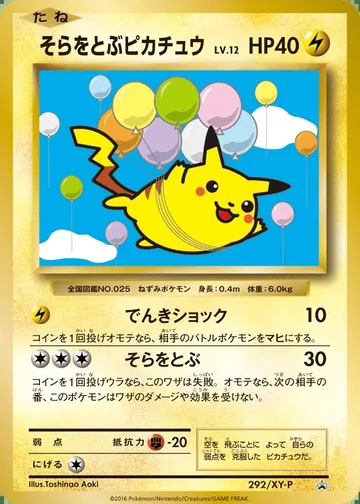 たね
そらをとぶピカチュウ LV.12 HP40
全国図鑑NO.025 ねずみポケモン 身長：0.4m 体重：6.0kg
でんきショック 10
コインを1回投げオモテなら、相手のバトルポケモンをマヒにする。
そらをとぶ 30
コインを1回投げウラなら、このワザは失敗。オモテなら、次の相手の
番、このポケモンはワザのダメージや効果を受けない。
弱点 抵抗力 -20
にげる
空を飛ぶことによって自らの
弱点を克服したピカチュウだ。
Illus.Toshinao Aoki
292/XY-P
©2016 Pokémon/Nintendo/Creatures/GAME FREAK.